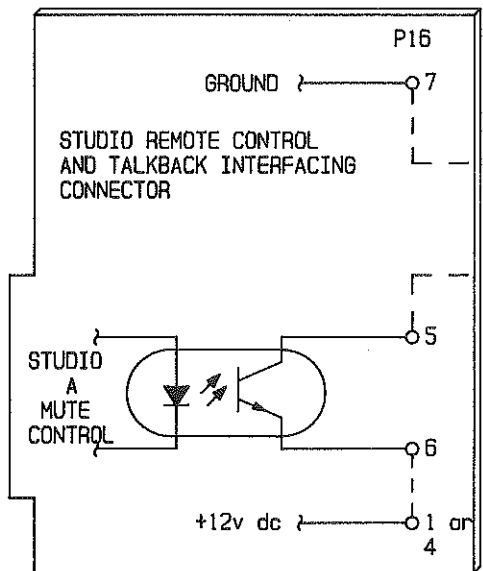 P16
GROUND 7
STUDIO REMOTE CONTROL
AND TALKBACK INTERFACING
CONNECTOR
5
STUDIO
A
MUTE
CONTROL
6
+12v dc 1 or
4